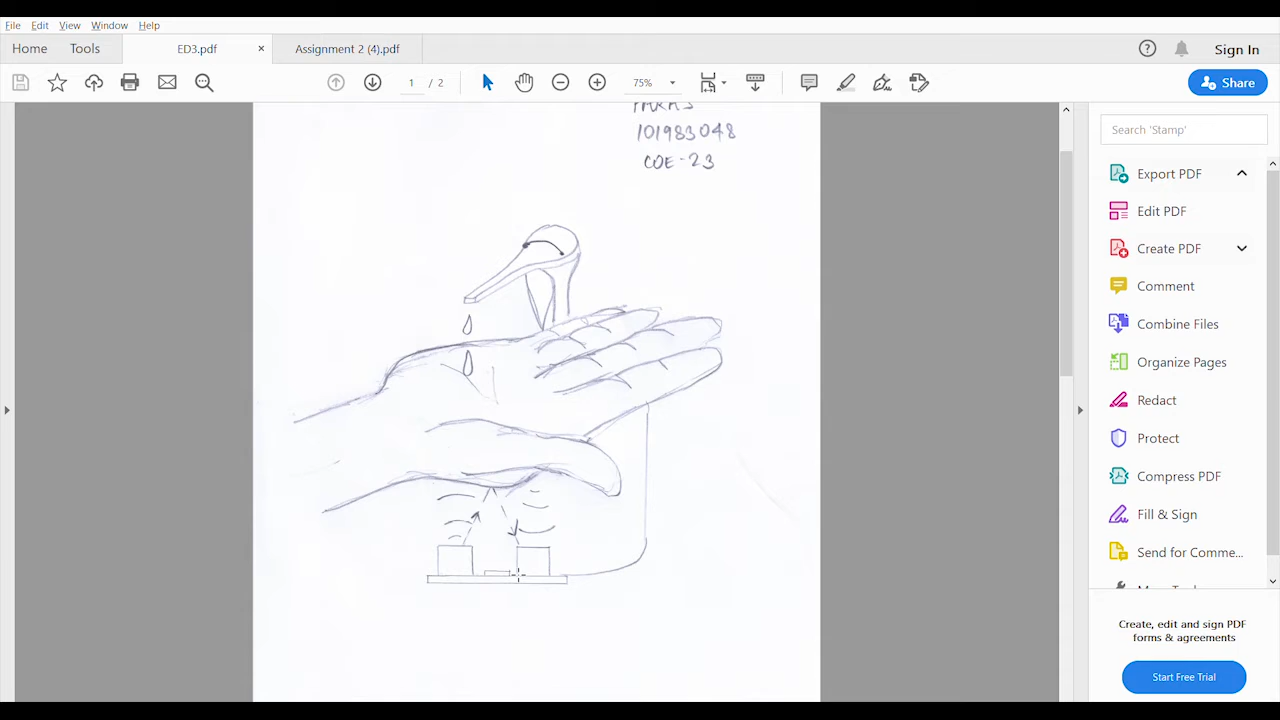 File Edit View Window Help
Home Tools ED3.pdf × Assignment 2 (4).pdf Sign In
1 / 2 75% Share
101983048
COE-23
Search 'Stamp'
Export PDF
Edit PDF
Create PDF
Comment
Combine Files
Organize Pages
Redact
Protect
Compress PDF
Fill & Sign
Send for Comme...
Create, edit and sign PDF
forms & agreements
Start Free Trial